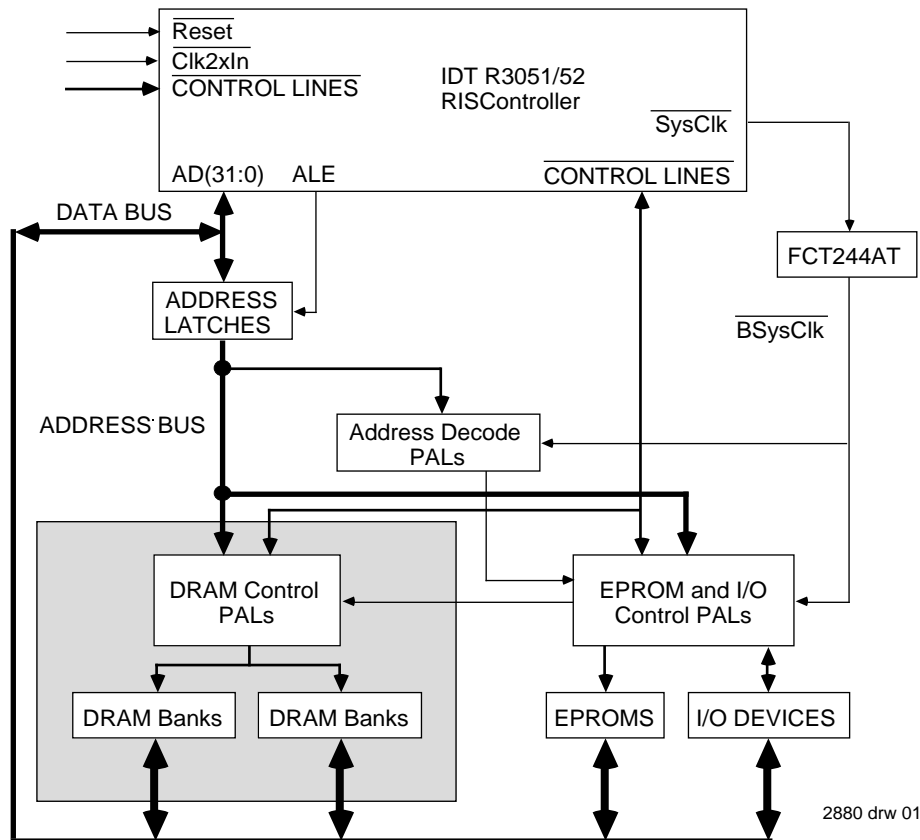 Reset
Clk2xIn
CONTROL LINES
IDT R3051/52
RISController
SysClk
AD(31:0)
ALE
CONTROL LINES
DATA BUS
FCT244AT
ADDRESS
LATCHES
BSysClk
ADDRESS BUS
Address Decode
PALs
DRAM Control
PALs
EPROM and I/O
Control PALs
DRAM Banks
DRAM Banks
EPROMS
I/O DEVICES
2880 drw 01